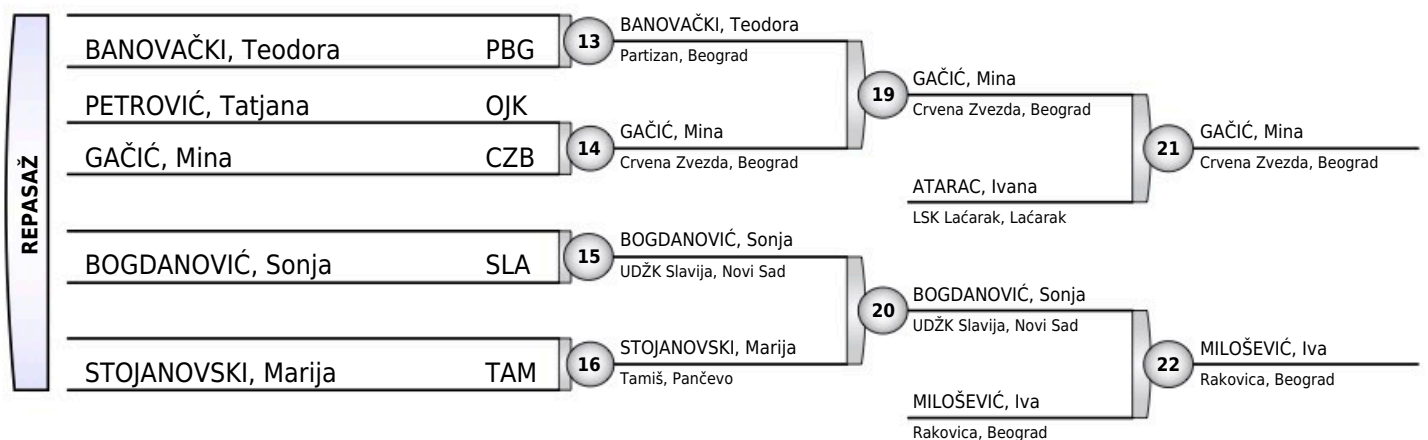 REPASAŽ
BANOVAČKI, Teodora PBG
PETROVIĆ, Tatjana OJK
GAČIĆ, Mina CZB
BOGDANOVIĆ, Sonja SLA
STOJANOVSKI, Marija TAM
13
BANOVAČKI, Teodora
Partizan, Beograd
14
GAČIĆ, Mina
Crvena Zvezda, Beograd
15
BOGDANOVIĆ, Sonja
UDŽK Slavija, Novi Sad
16
STOJANOVSKI, Marija
Tamiš, Pančevo
19
GAČIĆ, Mina
Crvena Zvezda, Beograd
ATARAC, Ivana
LSK Laćarak, Laćarak
20
BOGDANOVIĆ, Sonja
UDŽK Slavija, Novi Sad
MILOŠEVIĆ, Iva
Rakovica, Beograd
21
GAČIĆ, Mina
Crvena Zvezda, Beograd
22
MILOŠEVIĆ, Iva
Rakovica, Beograd